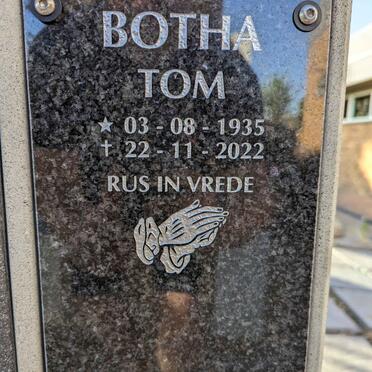 BOTHA
TOM
★ 03 - 08 - 1935
✝ 22 - 11 - 2022
RUS IN VREDE